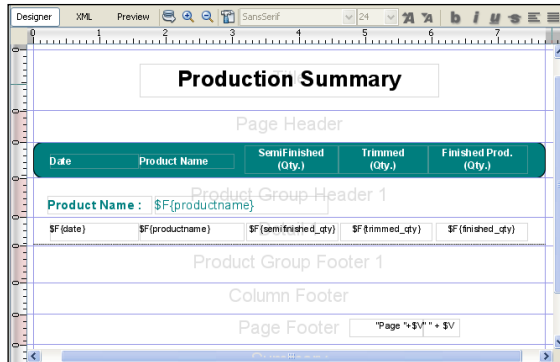 Designer XML Preview SansSerif 24 b i u s
0 1 2 3 4 5 6 7
Title
Production Summary
Page Header
Date Product Name SemiFinished (Qty.) Trimmed (Qty.) Finished Prod. (Qty.)
Product Group Header 1
Product Name : $F{productname}
$F{date} $F{productname} $F{semifinished_qty} $F{trimmed_qty} $F{finished_qty}
Product Group Footer 1
Column Footer
Page Footer "Page "+$V" " + $V
Summary